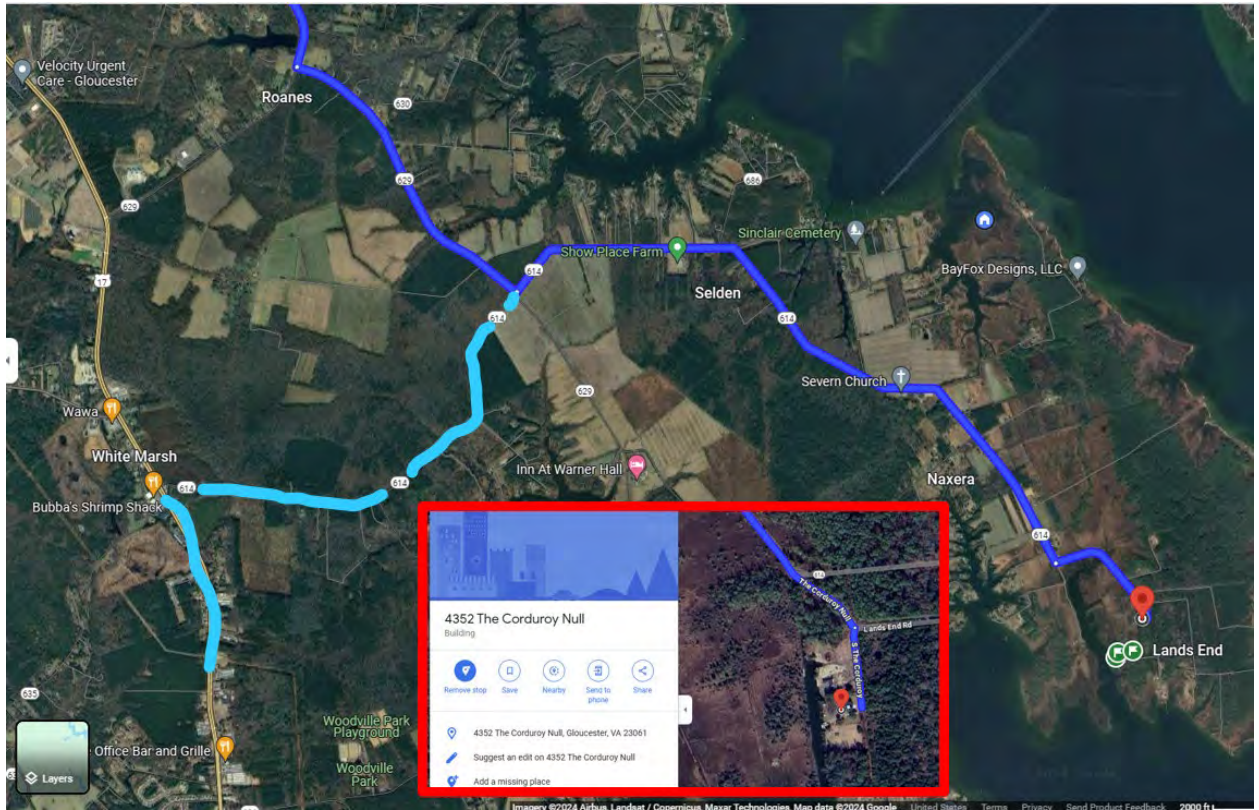 Velocity Urgent
Care - Gloucester
Roanes
630
629
629
686
17
Sinclair Cemetery
Show Place Farm
614
BayFox Designs, LLC
Selden
614
614
629
Severn Church
Wawa
White Marsh
Inn At Warner Hall
Naxera
614
614
Bubba's Shrimp Shack
614
4352 The Corduroy Null
Building
Remove stop
Save
Nearby
Send to
phone
Share
4352 The Corduroy Null, Gloucester, VA 23061
Suggest an edit on 4352 The Corduroy Null
Add a missing place
614
The Corduroy Null
Lands End Rd
S The Corduroy
Lands End
635
Woodville Park
Playground
Office Bar and Grille
Woodville
Park
Layers
Imagery ©2024 Airbus, Landsat / Copernicus, Maxar Technologies, Map data ©2024 Google United States Terms Privacy Send Product Feedback 2000 ft